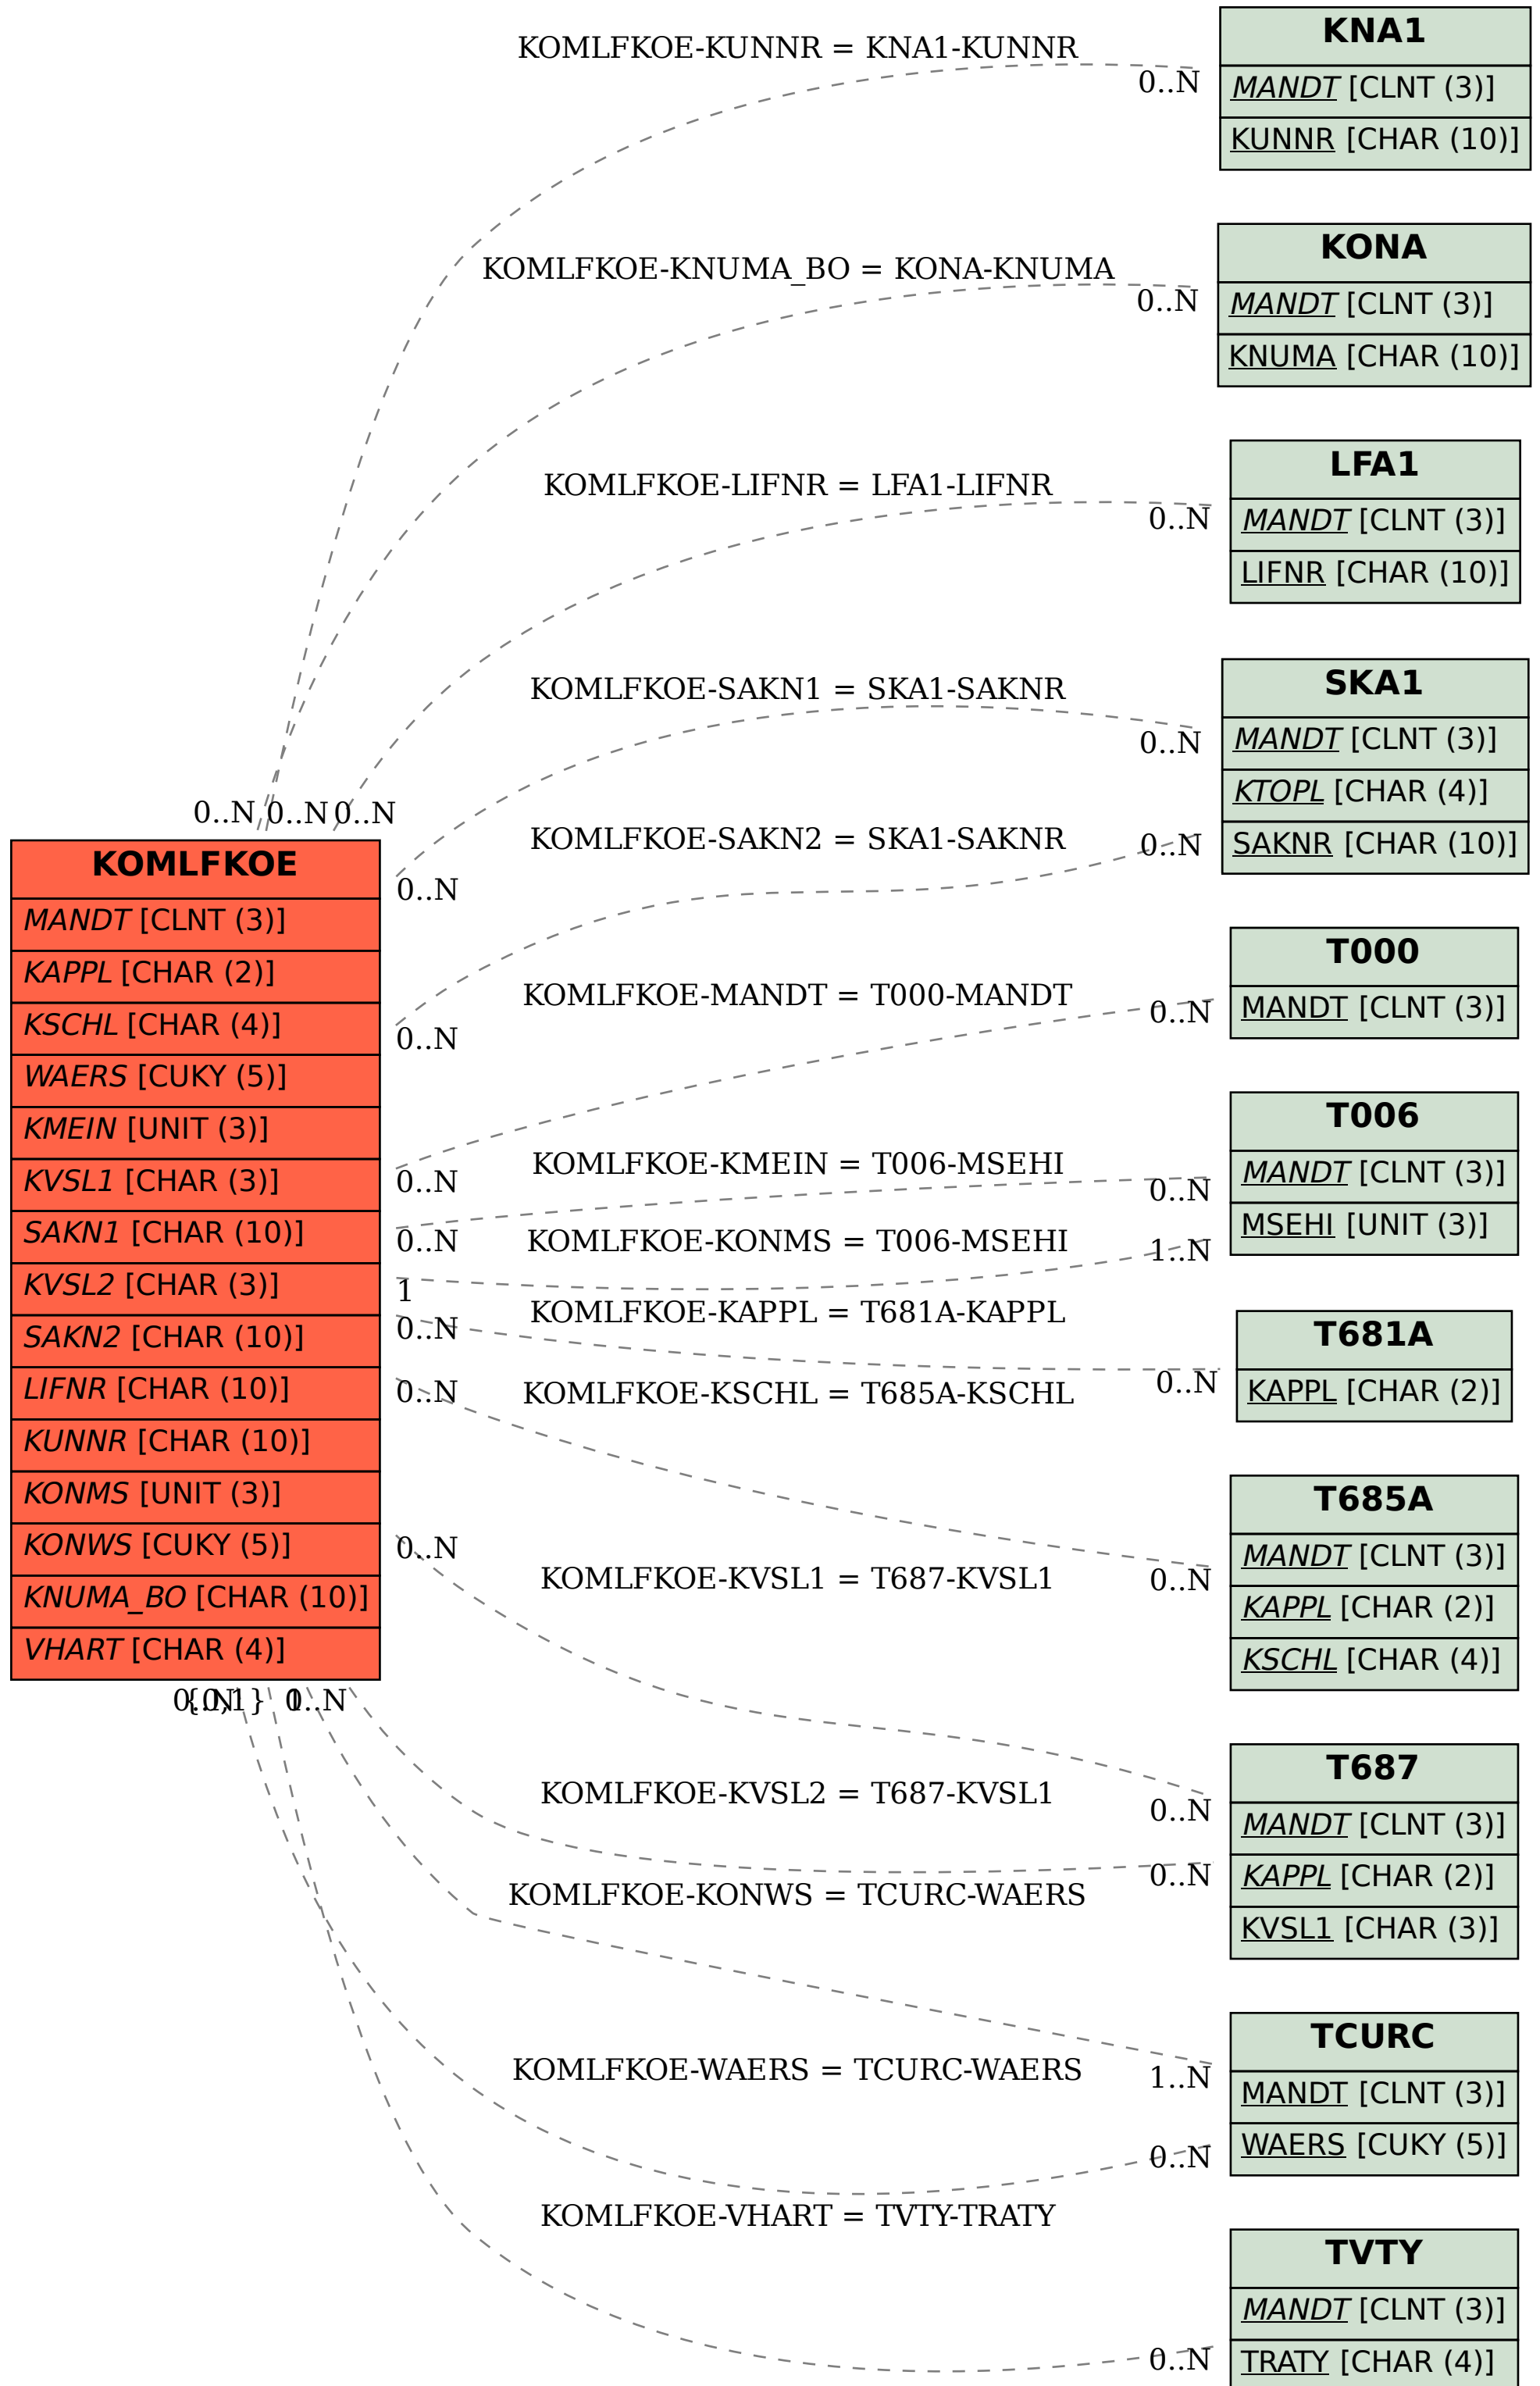 KOMLFKOE-KUNNR = KNA1-KUNNR
0..N
KNA1
MANDT [CLNT (3)]
KUNNR [CHAR (10)]
KOMLFKOE-KNUMA_BO = KONA-KNUMA
0..N
KONA
MANDT [CLNT (3)]
KNUMA [CHAR (10)]
KOMLFKOE-LIFNR = LFA1-LIFNR
0..N
LFA1
MANDT [CLNT (3)]
LIFNR [CHAR (10)]
KOMLFKOE-SAKN1 = SKA1-SAKNR
0..N
KOMLFKOE-SAKN2 = SKA1-SAKNR
0..N
SKA1
MANDT [CLNT (3)]
KTOPL [CHAR (4)]
SAKNR [CHAR (10)]
0..N
0..N
0..N
KOMLFKOE
MANDT [CLNT (3)]
KAPPL [CHAR (2)]
KSCHL [CHAR (4)]
WAERS [CUKY (5)]
KMEIN [UNIT (3)]
KVSL1 [CHAR (3)]
SAKN1 [CHAR (10)]
KVSL2 [CHAR (3)]
SAKN2 [CHAR (10)]
LIFNR [CHAR (10)]
KUNNR [CHAR (10)]
KONMS [UNIT (3)]
KONWS [CUKY (5)]
KNUMA_BO [CHAR (10)]
VHART [CHAR (4)]
0..N
0..N
0..N
0..N
1
0..N
0..N
0..N
0..N
{0,1}
1
0..N
KOMLFKOE-MANDT = T000-MANDT
0..N
T000
MANDT [CLNT (3)]
KOMLFKOE-KMEIN = T006-MSEHI
0..N
KOMLFKOE-KONMS = T006-MSEHI
1..N
T006
MANDT [CLNT (3)]
MSEHI [UNIT (3)]
KOMLFKOE-KAPPL = T681A-KAPPL
0..N
T681A
KAPPL [CHAR (2)]
KOMLFKOE-KSCHL = T685A-KSCHL
0..N
T685A
MANDT [CLNT (3)]
KAPPL [CHAR (2)]
KSCHL [CHAR (4)]
KOMLFKOE-KVSL1 = T687-KVSL1
0..N
KOMLFKOE-KVSL2 = T687-KVSL1
0..N
T687
MANDT [CLNT (3)]
KAPPL [CHAR (2)]
KVSL1 [CHAR (3)]
KOMLFKOE-KONWS = TCURC-WAERS
1..N
KOMLFKOE-WAERS = TCURC-WAERS
0..N
TCURC
MANDT [CLNT (3)]
WAERS [CUKY (5)]
KOMLFKOE-VHART = TVTY-TRATY
0..N
TVTY
MANDT [CLNT (3)]
TRATY [CHAR (4)]